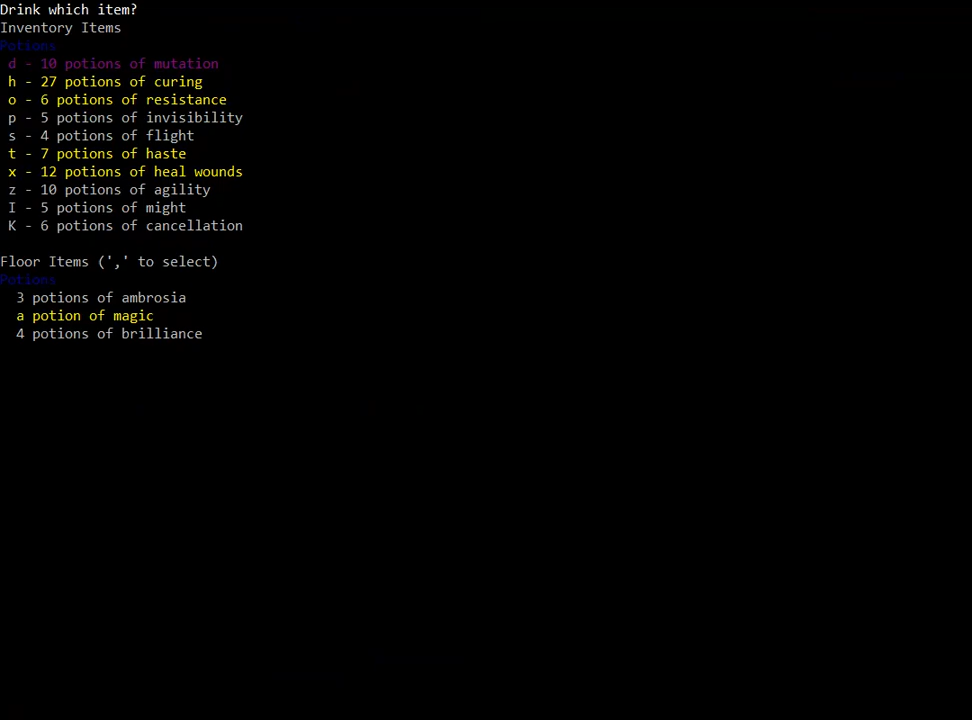 Drink which item?
Inventory Items
Potions
d - 10 potions of mutation
h - 27 potions of curing
o - 6 potions of resistance
p - 5 potions of invisibility
s - 4 potions of flight
t - 7 potions of haste
x - 12 potions of heal wounds
z - 10 potions of agility
I - 5 potions of might
K - 6 potions of cancellation
Floor Items (',' to select)
Potions
3 potions of ambrosia
a potion of magic
4 potions of brilliance